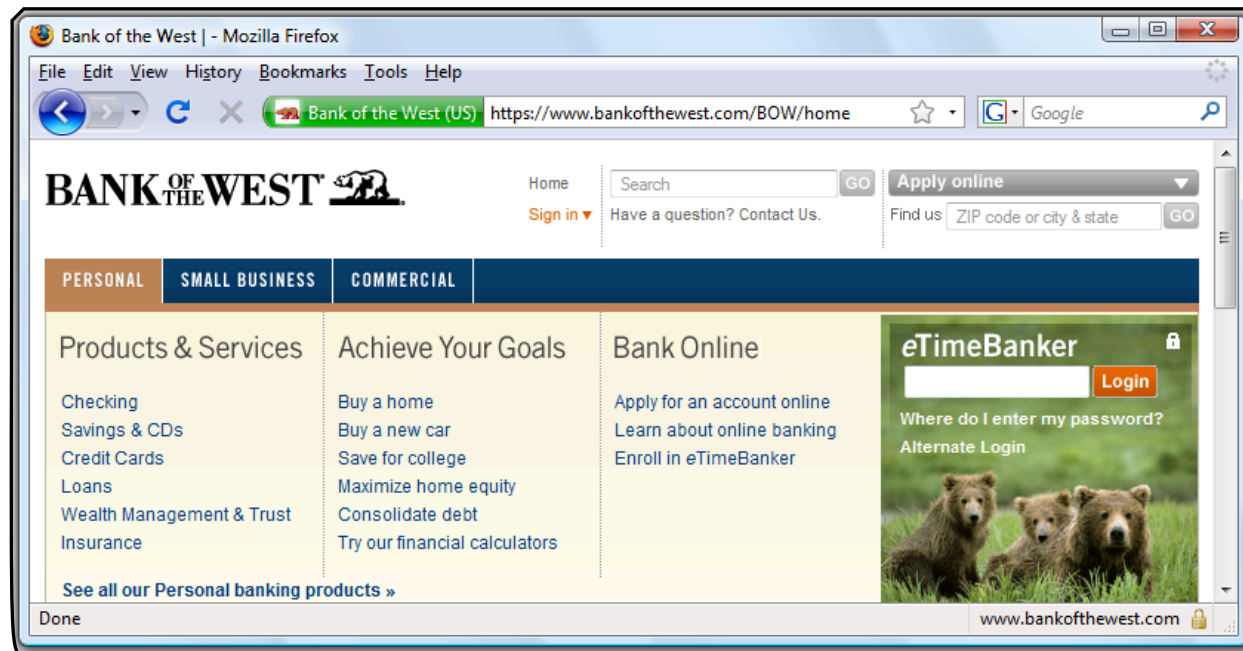 Bank of the West | - Mozilla Firefox
File Edit View History Bookmarks Tools Help
Bank of the West (US) https://www.bankofthewest.com/BOW/home G Google
BANK OF THE WEST
Home Search GO Apply online
Sign in ▾ Have a question? Contact Us. Find us ZIP code or city & state GO
PERSONAL SMALL BUSINESS COMMERCIAL
Products & Services
Checking
Savings & CDs
Credit Cards
Loans
Wealth Management & Trust
Insurance
See all our Personal banking products »
Achieve Your Goals
Buy a home
Buy a new car
Save for college
Maximize home equity
Consolidate debt
Try our financial calculators
Bank Online
Apply for an account online
Learn about online banking
Enroll in eTimeBanker
eTimeBanker
Login
Where do I enter my password?
Alternate Login
Done www.bankofthewest.com